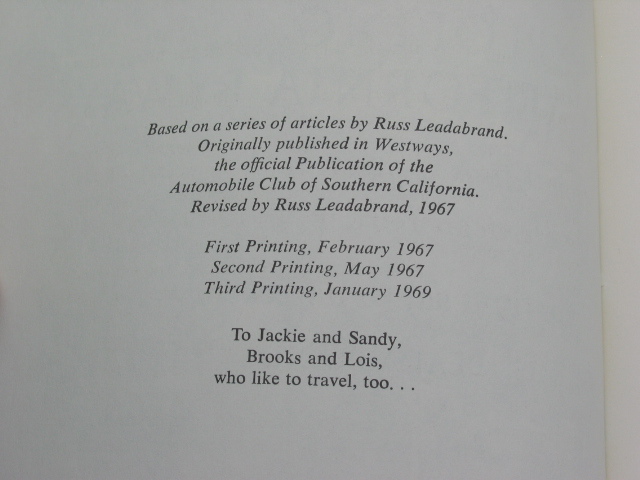 Based on a series of articles by Russ Leadabrand.
Originally published in Westways,
the official Publication of the
Automobile Club of Southern California.
Revised by Russ Leadabrand, 1967
First Printing, February 1967
Second Printing, May 1967
Third Printing, January 1969
To Jackie and Sandy,
Brooks and Lois,
who like to travel, too. . .